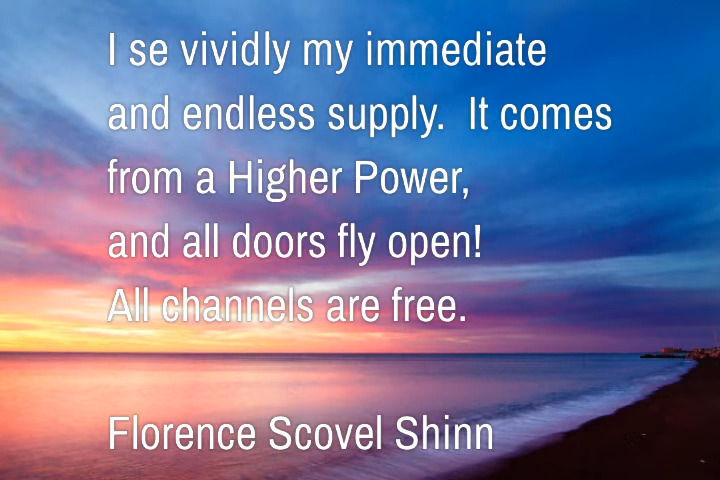 I se vividly my immediate
and endless supply.  It comes
from a Higher Power,
and all doors fly open!
All channels are free.
Florence Scovel Shinn